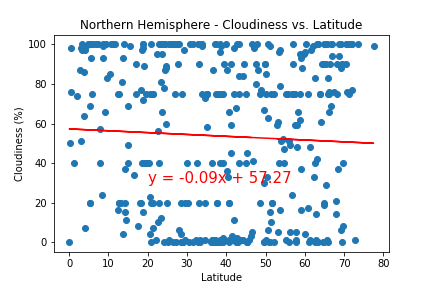 Northern Hemisphere - Cloudiness vs. Latitude
100
80
60
40
20
0
Cloudiness (%)
y = -0.09x + 57.27
0 10 20 30 40 50 60 70 80
Latitude